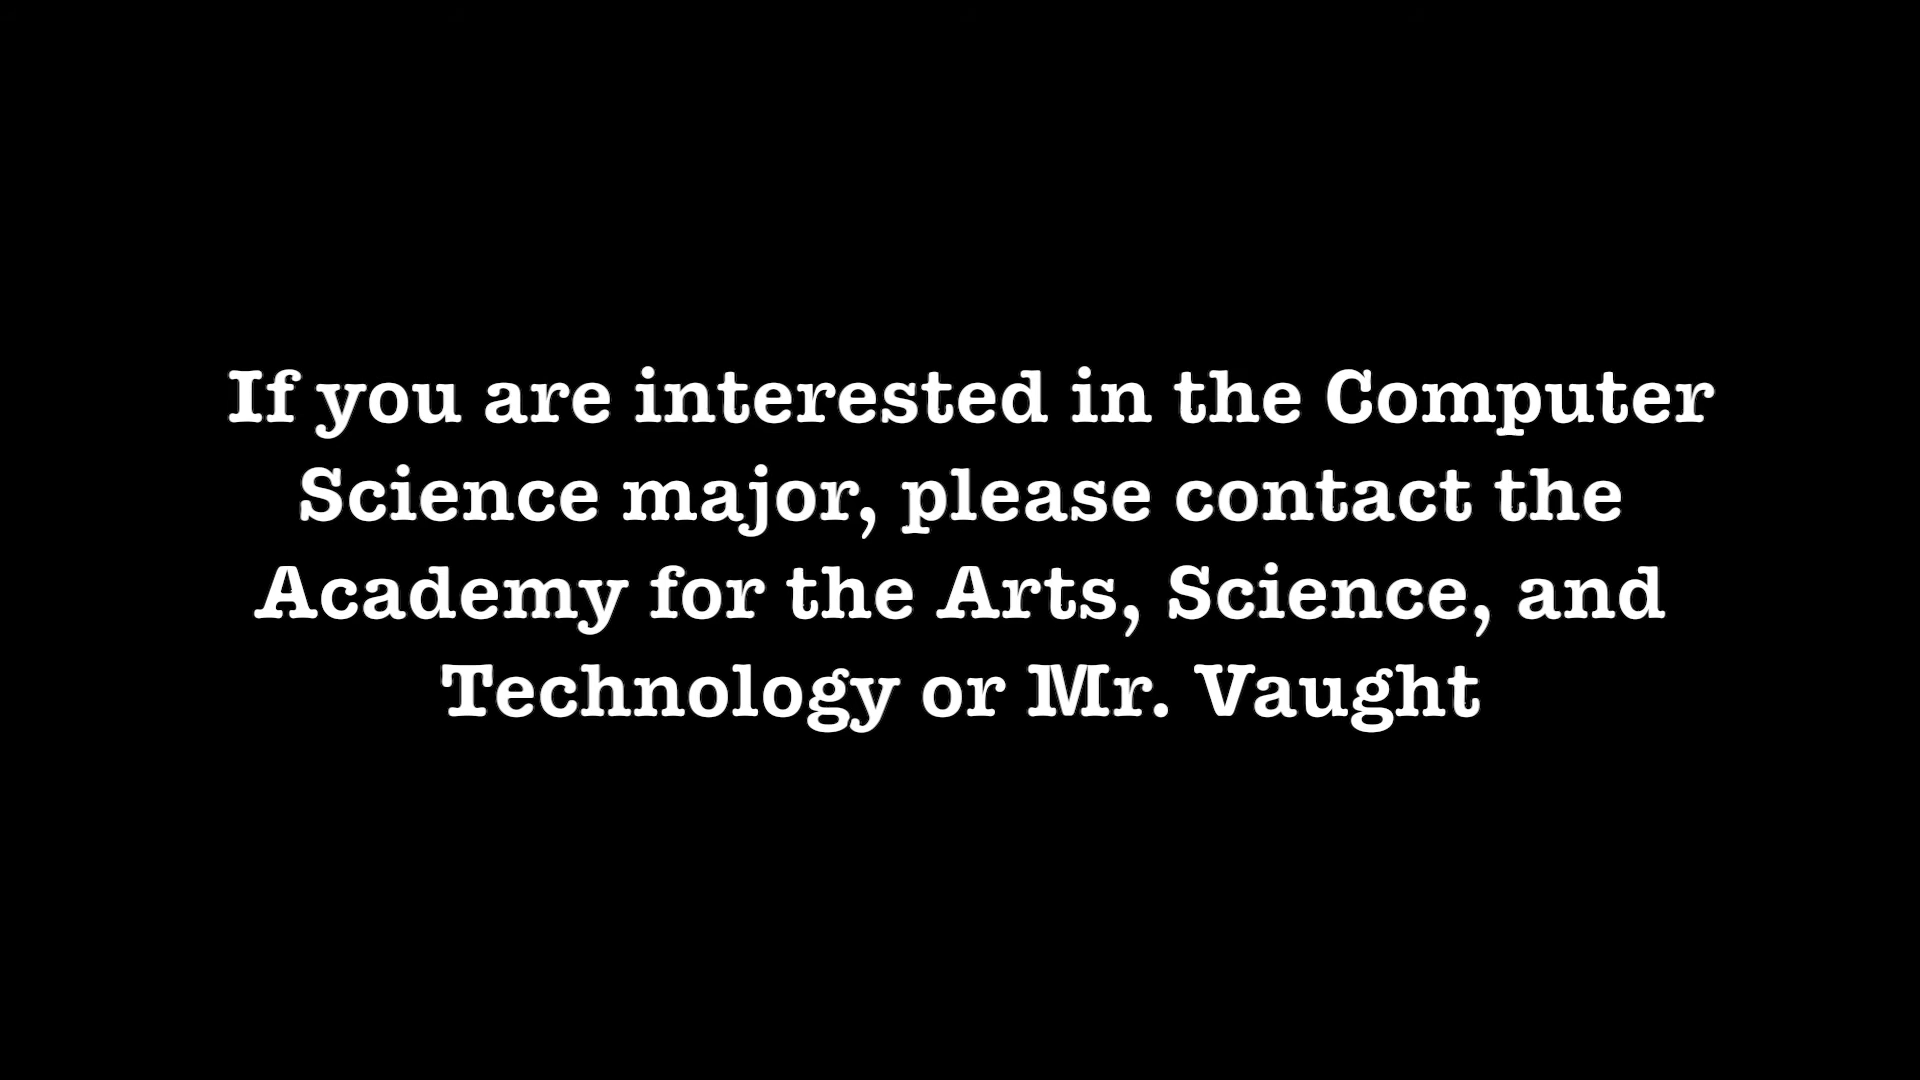 If you are interested in the Computer
Science major, please contact the
Academy for the Arts, Science, and
Technology or Mr. Vaught